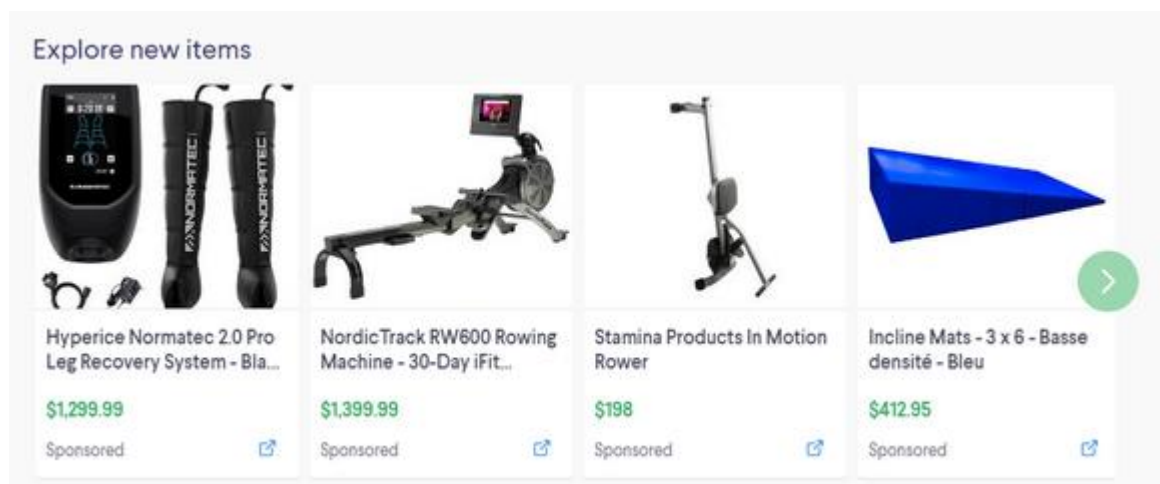 Explore new items
NORMATEC
NORMATEC
Hyperice Normatec 2.0 Pro
Leg Recovery System - Bla...
$1,299.99
Sponsored
NordicTrack RW600 Rowing
Machine - 30-Day iFit...
$1,399.99
Sponsored
Stamina Products In Motion
Rower
$198
Sponsored
Incline Mats - 3 x 6 - Basse
densité - Bleu
$412.95
Sponsored